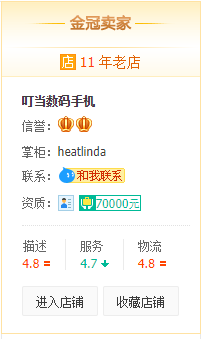 金冠卖家
店 11 年老店
叮当数码手机
信誉：
掌柜： heatlinda
联系： 和我联系
资质： 70000元
描述 服务 物流
4.8 = 4.7 4.8 =
进入店铺 收藏店铺